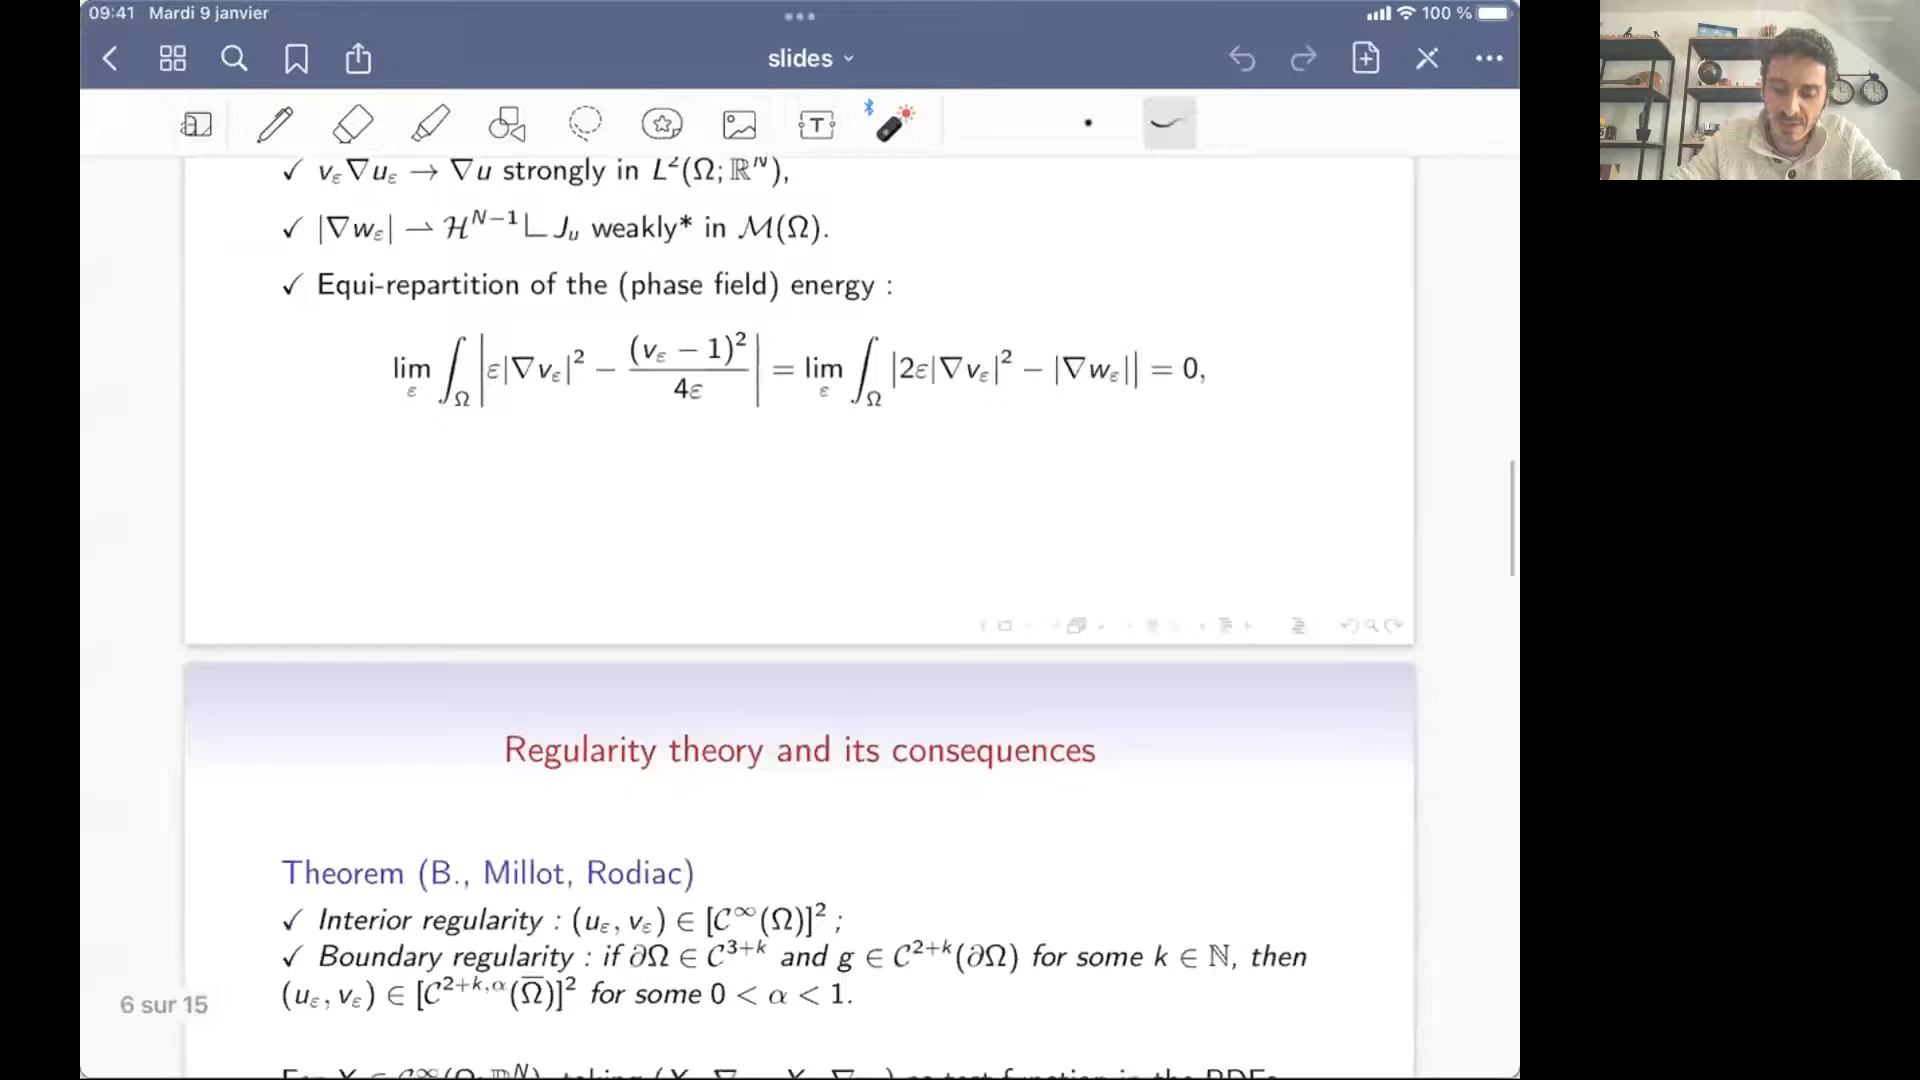 09:41 Mardi 9 janvier
100 %
slides
✓ v_ε∇u_ε → ∇u strongly in L²(Ω; ℝ^N),
✓ |∇w_ε| ⇀ ℋ^{N−1}∟J_u weakly* in ℳ(Ω).
✓ Equi-repartition of the (phase field) energy :
lim_ε ∫_Ω |ε|∇v_ε|² − (v_ε − 1)²/4ε| = lim_ε ∫_Ω |2ε|∇v_ε|² − |∇w_ε|| = 0,
Regularity theory and its consequences
Theorem (B., Millot, Rodiac)
✓ Interior regularity : (u_ε, v_ε) ∈ [𝒞^∞(Ω)]² ;
✓ Boundary regularity : if ∂Ω ∈ 𝒞^{3+k} and g ∈ 𝒞^{2+k}(∂Ω) for some k ∈ ℕ, then
(u_ε, v_ε) ∈ [𝒞^{2+k,α}(Ω̅)]² for some 0 < α < 1.
6 sur 15